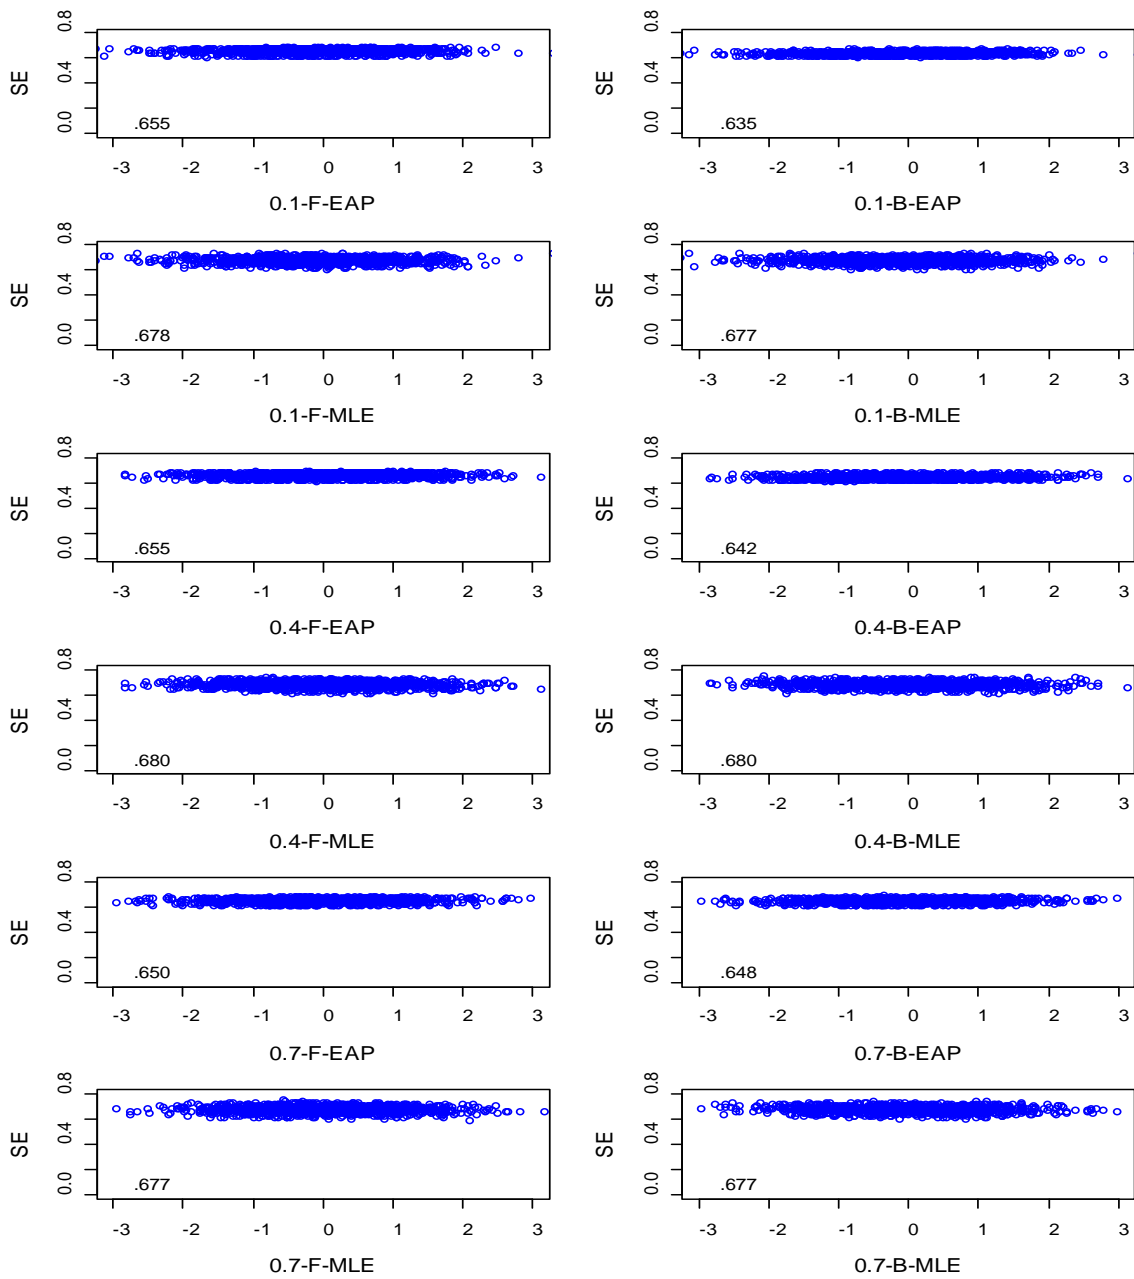 SE
0.0 0.4 0.8
.655
-3 -2 -1 0 1 2 3
0.1-F-EAP
SE
0.0 0.4 0.8
.635
-3 -2 -1 0 1 2 3
0.1-B-EAP
SE
0.0 0.4 0.8
.678
-3 -2 -1 0 1 2 3
0.1-F-MLE
SE
0.0 0.4 0.8
.677
-3 -2 -1 0 1 2 3
0.1-B-MLE
SE
0.0 0.4 0.8
.655
-3 -2 -1 0 1 2 3
0.4-F-EAP
SE
0.0 0.4 0.8
.642
-3 -2 -1 0 1 2 3
0.4-B-EAP
SE
0.0 0.4 0.8
.680
-3 -2 -1 0 1 2 3
0.4-F-MLE
SE
0.0 0.4 0.8
.680
-3 -2 -1 0 1 2 3
0.4-B-MLE
SE
0.0 0.4 0.8
.650
-3 -2 -1 0 1 2 3
0.7-F-EAP
SE
0.0 0.4 0.8
.648
-3 -2 -1 0 1 2 3
0.7-B-EAP
SE
0.0 0.4 0.8
.677
-3 -2 -1 0 1 2 3
0.7-F-MLE
SE
0.0 0.4 0.8
.677
-3 -2 -1 0 1 2 3
0.7-B-MLE